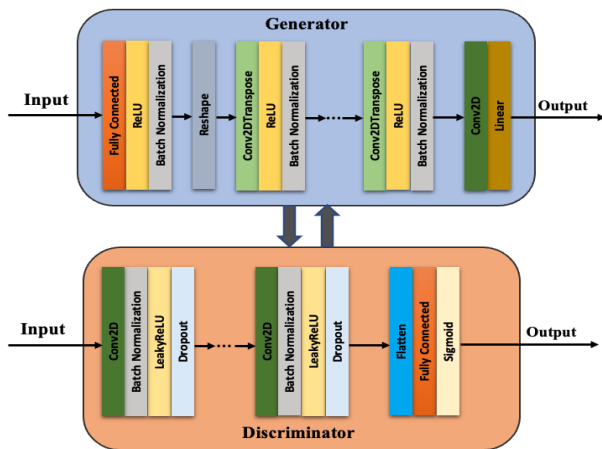 Generator
Input
Fully Connected
ReLU
Batch Normalization
Reshape
Conv2DTranspose
ReLU
Batch Normalization
Conv2DTranspose
ReLU
Batch Normalization
Conv2D
Linear
Output
Input
Conv2D
Batch Normalization
LeakyReLU
Dropout
Conv2D
Batch Normalization
LeakyReLU
Dropout
Flatten
Fully Connected
Sigmoid
Output
Discriminator